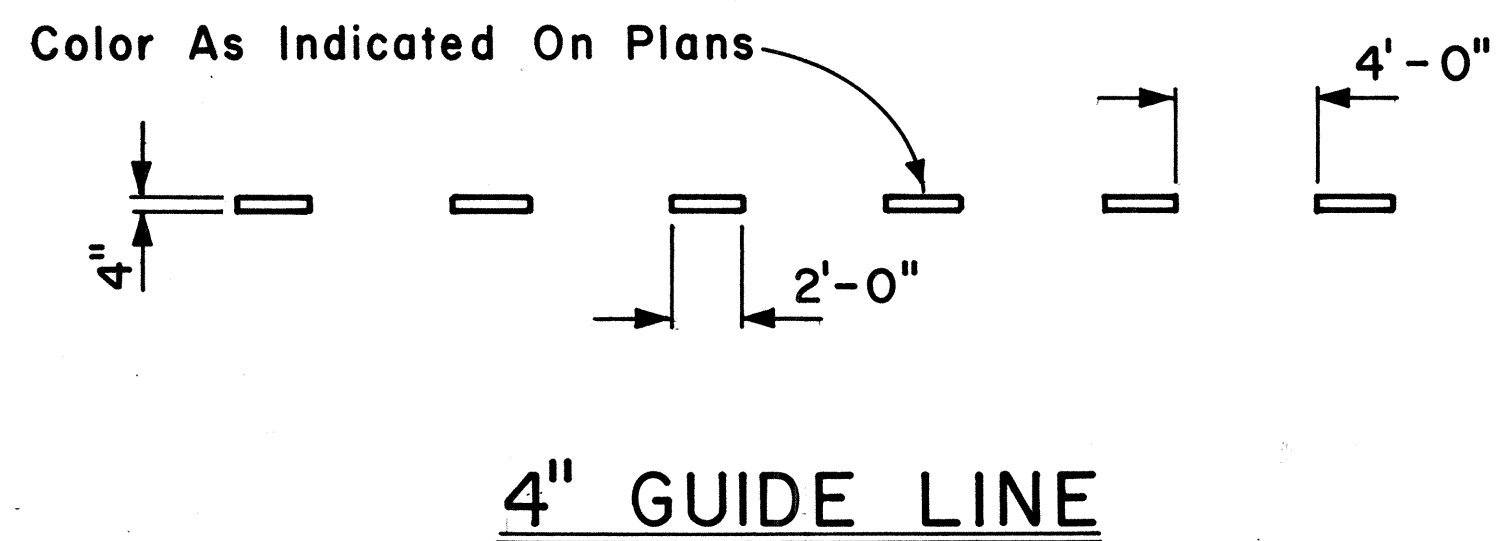 Color As Indicated On Plans
4'-0"
4"
2'-0"
4" GUIDE LINE